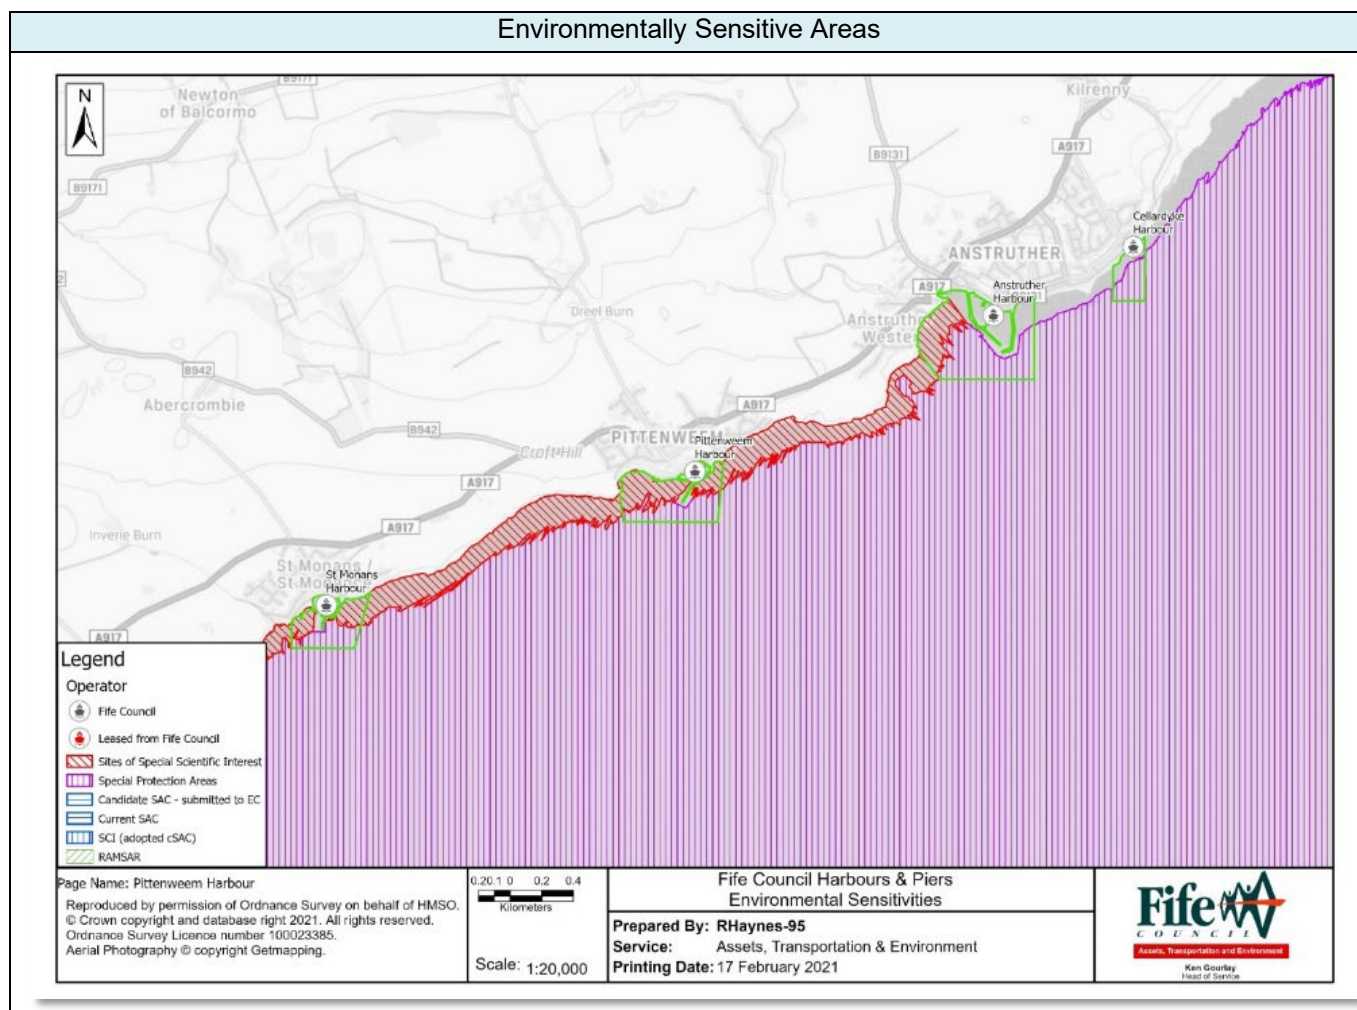 Environmentally Sensitive Areas
N
B9171
Newton
of Balcormo
Kilrenny
B9131
A917
B9171
Cellardyke
Harbour
ANSTRUTHER
A917
Anstruther
Harbour
Dreel Burn
Anstruther
Wester
B942
Abercrombie
A917
B942
PITTENWEEM
Pittenweem
Harbour
Croft Hill
A917
A917
Inverie Burn
St Monans /
St Monance
St Monans
Harbour
A917
Legend
Operator
Fife Council
Leased from Fife Council
Sites of Special Scientific Interest
Special Protection Areas
Candidate SAC - submitted to EC
Current SAC
SCI (adopted cSAC)
RAMSAR
Page Name: Pittenweem Harbour
Reproduced by permission of Ordnance Survey on behalf of HMSO.
© Crown copyright and database right 2021. All rights reserved.
Ordnance Survey Licence number 100023385.
Aerial Photography © copyright Getmapping.
0.20.1 0 0.2 0.4
Kilometers
Scale: 1:20,000
Fife Council Harbours & Piers
Environmental Sensitivities
Prepared By: RHaynes-95
Service: Assets, Transportation & Environment
Printing Date: 17 February 2021
Fife
COUNCIL
Assets, Transportation and Environment
Ken Gourlay
Head of Service